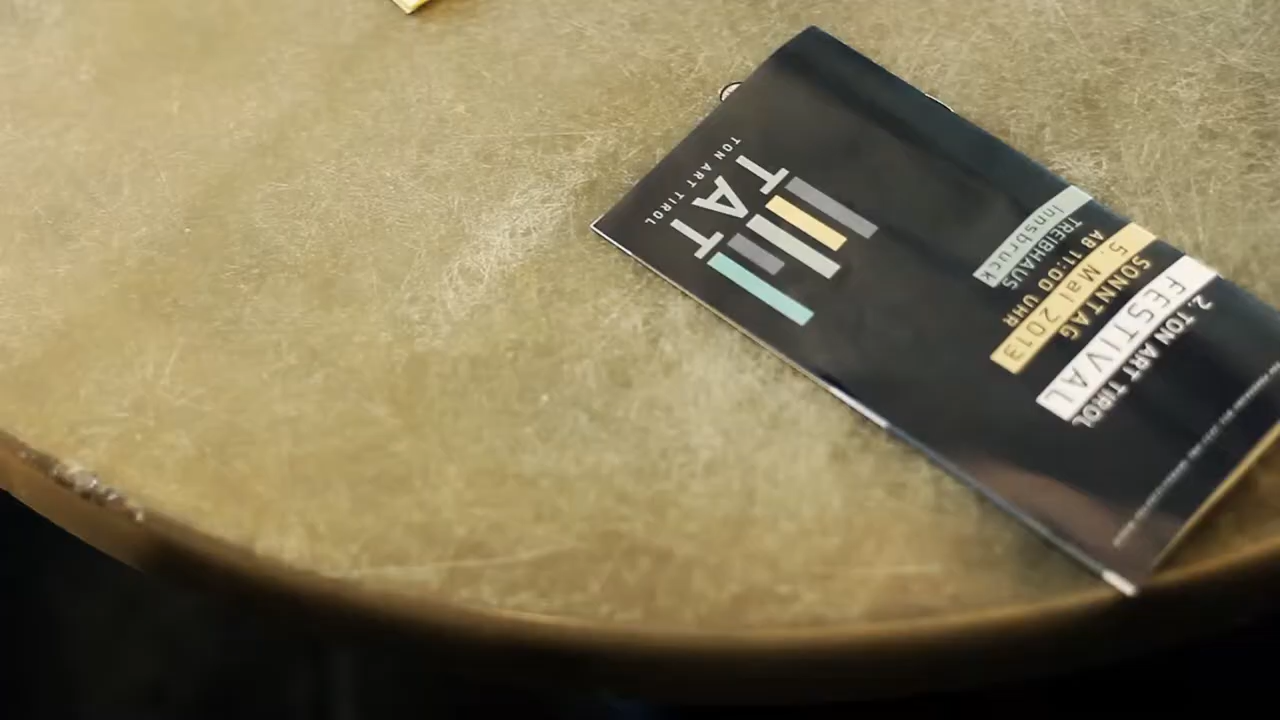 2. TON ART TIROL
FESTIVAL
SONNTAG
5. Mai 2013
AB 11:00 UHR
TREIBHAUS
Innsbruck
TAT
TON ART TIROL